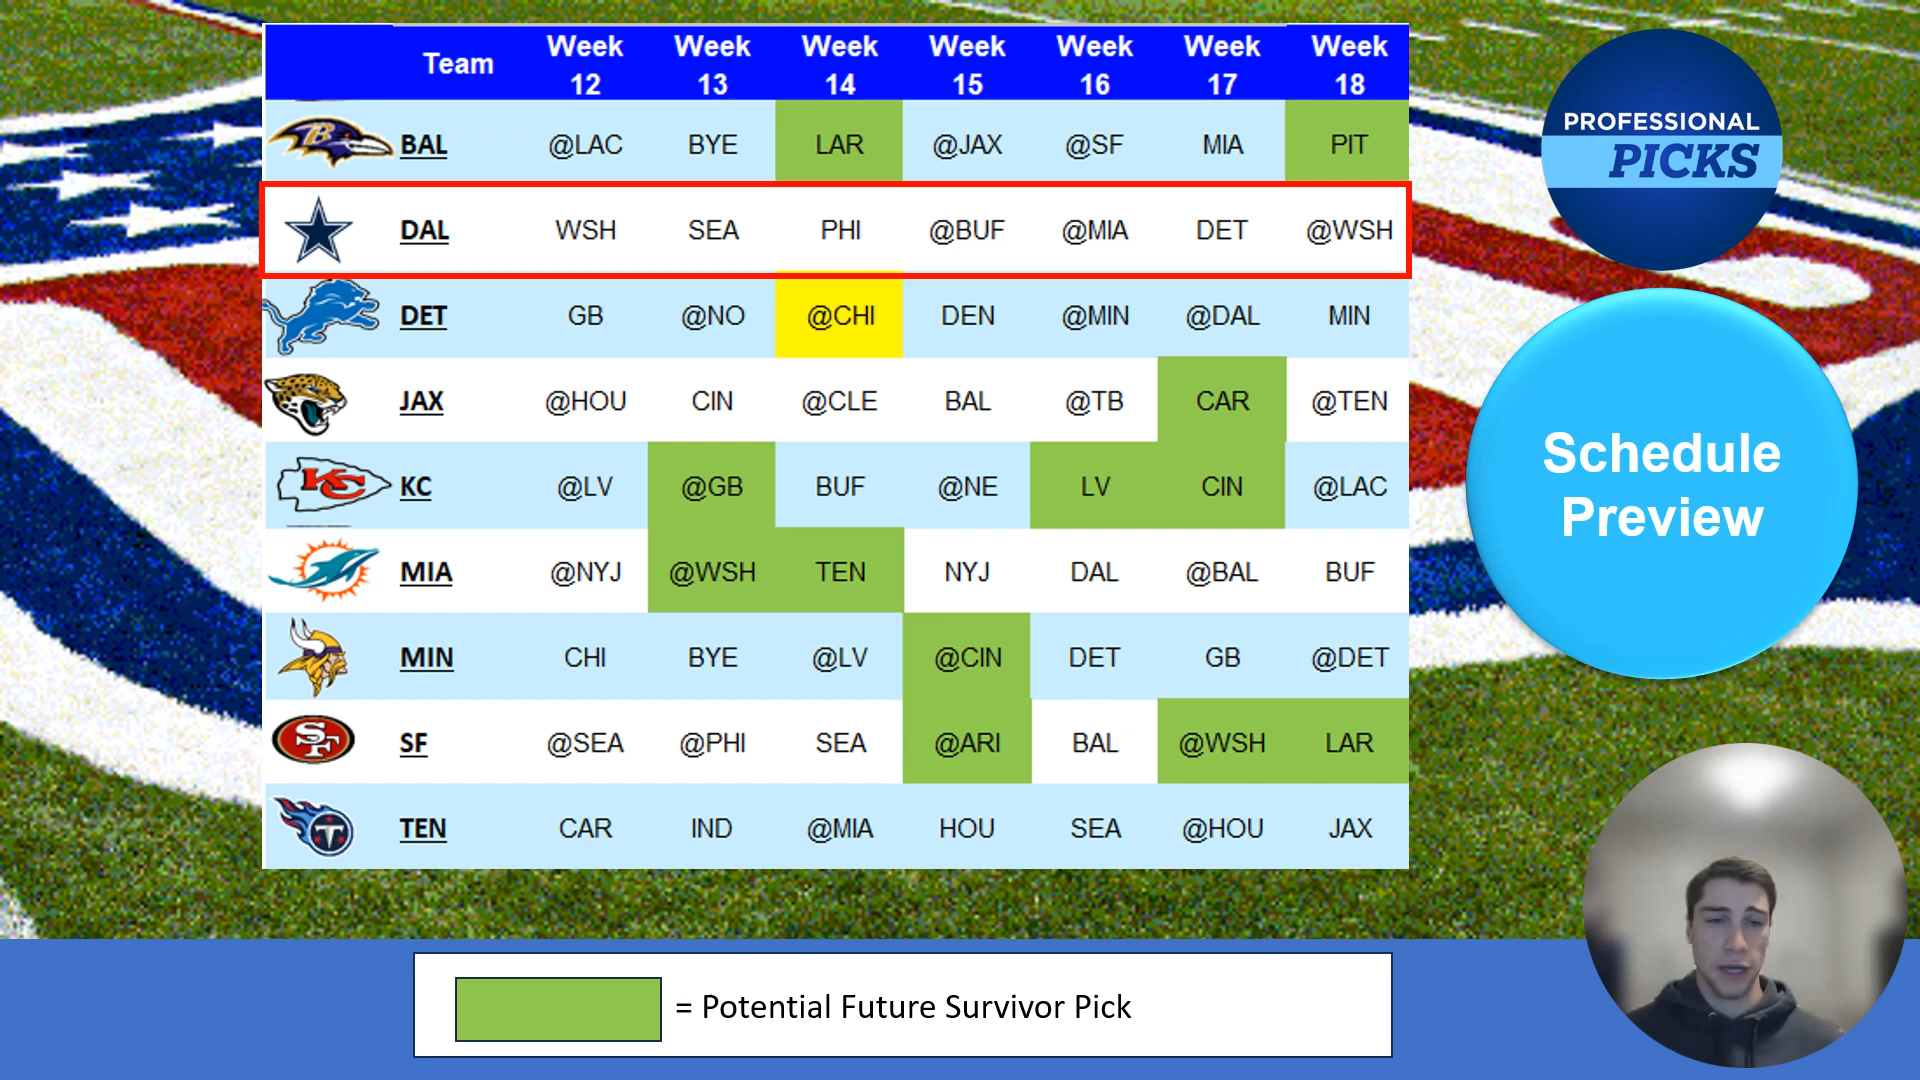 Team Week 12 Week 13 Week 14 Week 15 Week 16 Week 17 Week 18
BAL @LAC BYE LAR @JAX @SF MIA PIT
DAL WSH SEA PHI @BUF @MIA DET @WSH
DET GB @NO @CHI DEN @MIN @DAL MIN
JAX @HOU CIN @CLE BAL @TB CAR @TEN
KC @LV @GB BUF @NE LV CIN @LAC
MIA @NYJ @WSH TEN NYJ DAL @BAL BUF
MIN CHI BYE @LV @CIN DET GB @DET
SF @SEA @PHI SEA @ARI BAL @WSH LAR
TEN CAR IND @MIA HOU SEA @HOU JAX
PROFESSIONAL
PICKS
Schedule
Preview
= Potential Future Survivor Pick